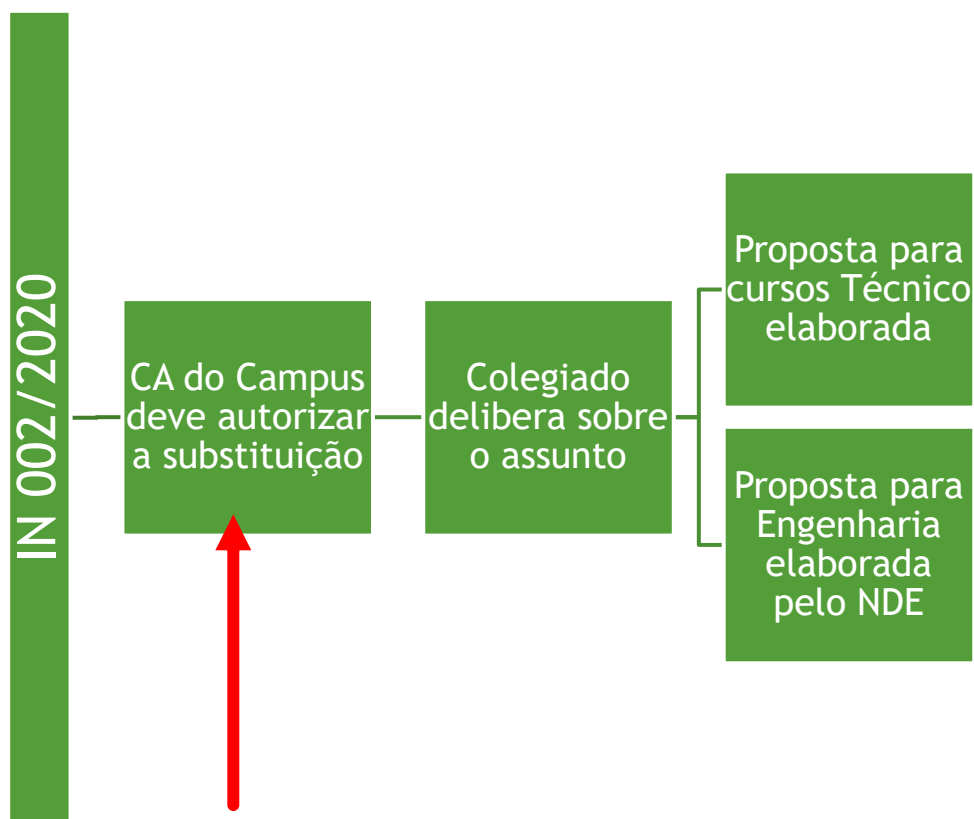 IN 002/2020
CA do Campus
deve autorizar
a substituição
Colegiado
delibera sobre
o assunto
Proposta para
cursos Técnico
elaborada
Proposta para
Engenharia
elaborada
pelo NDE